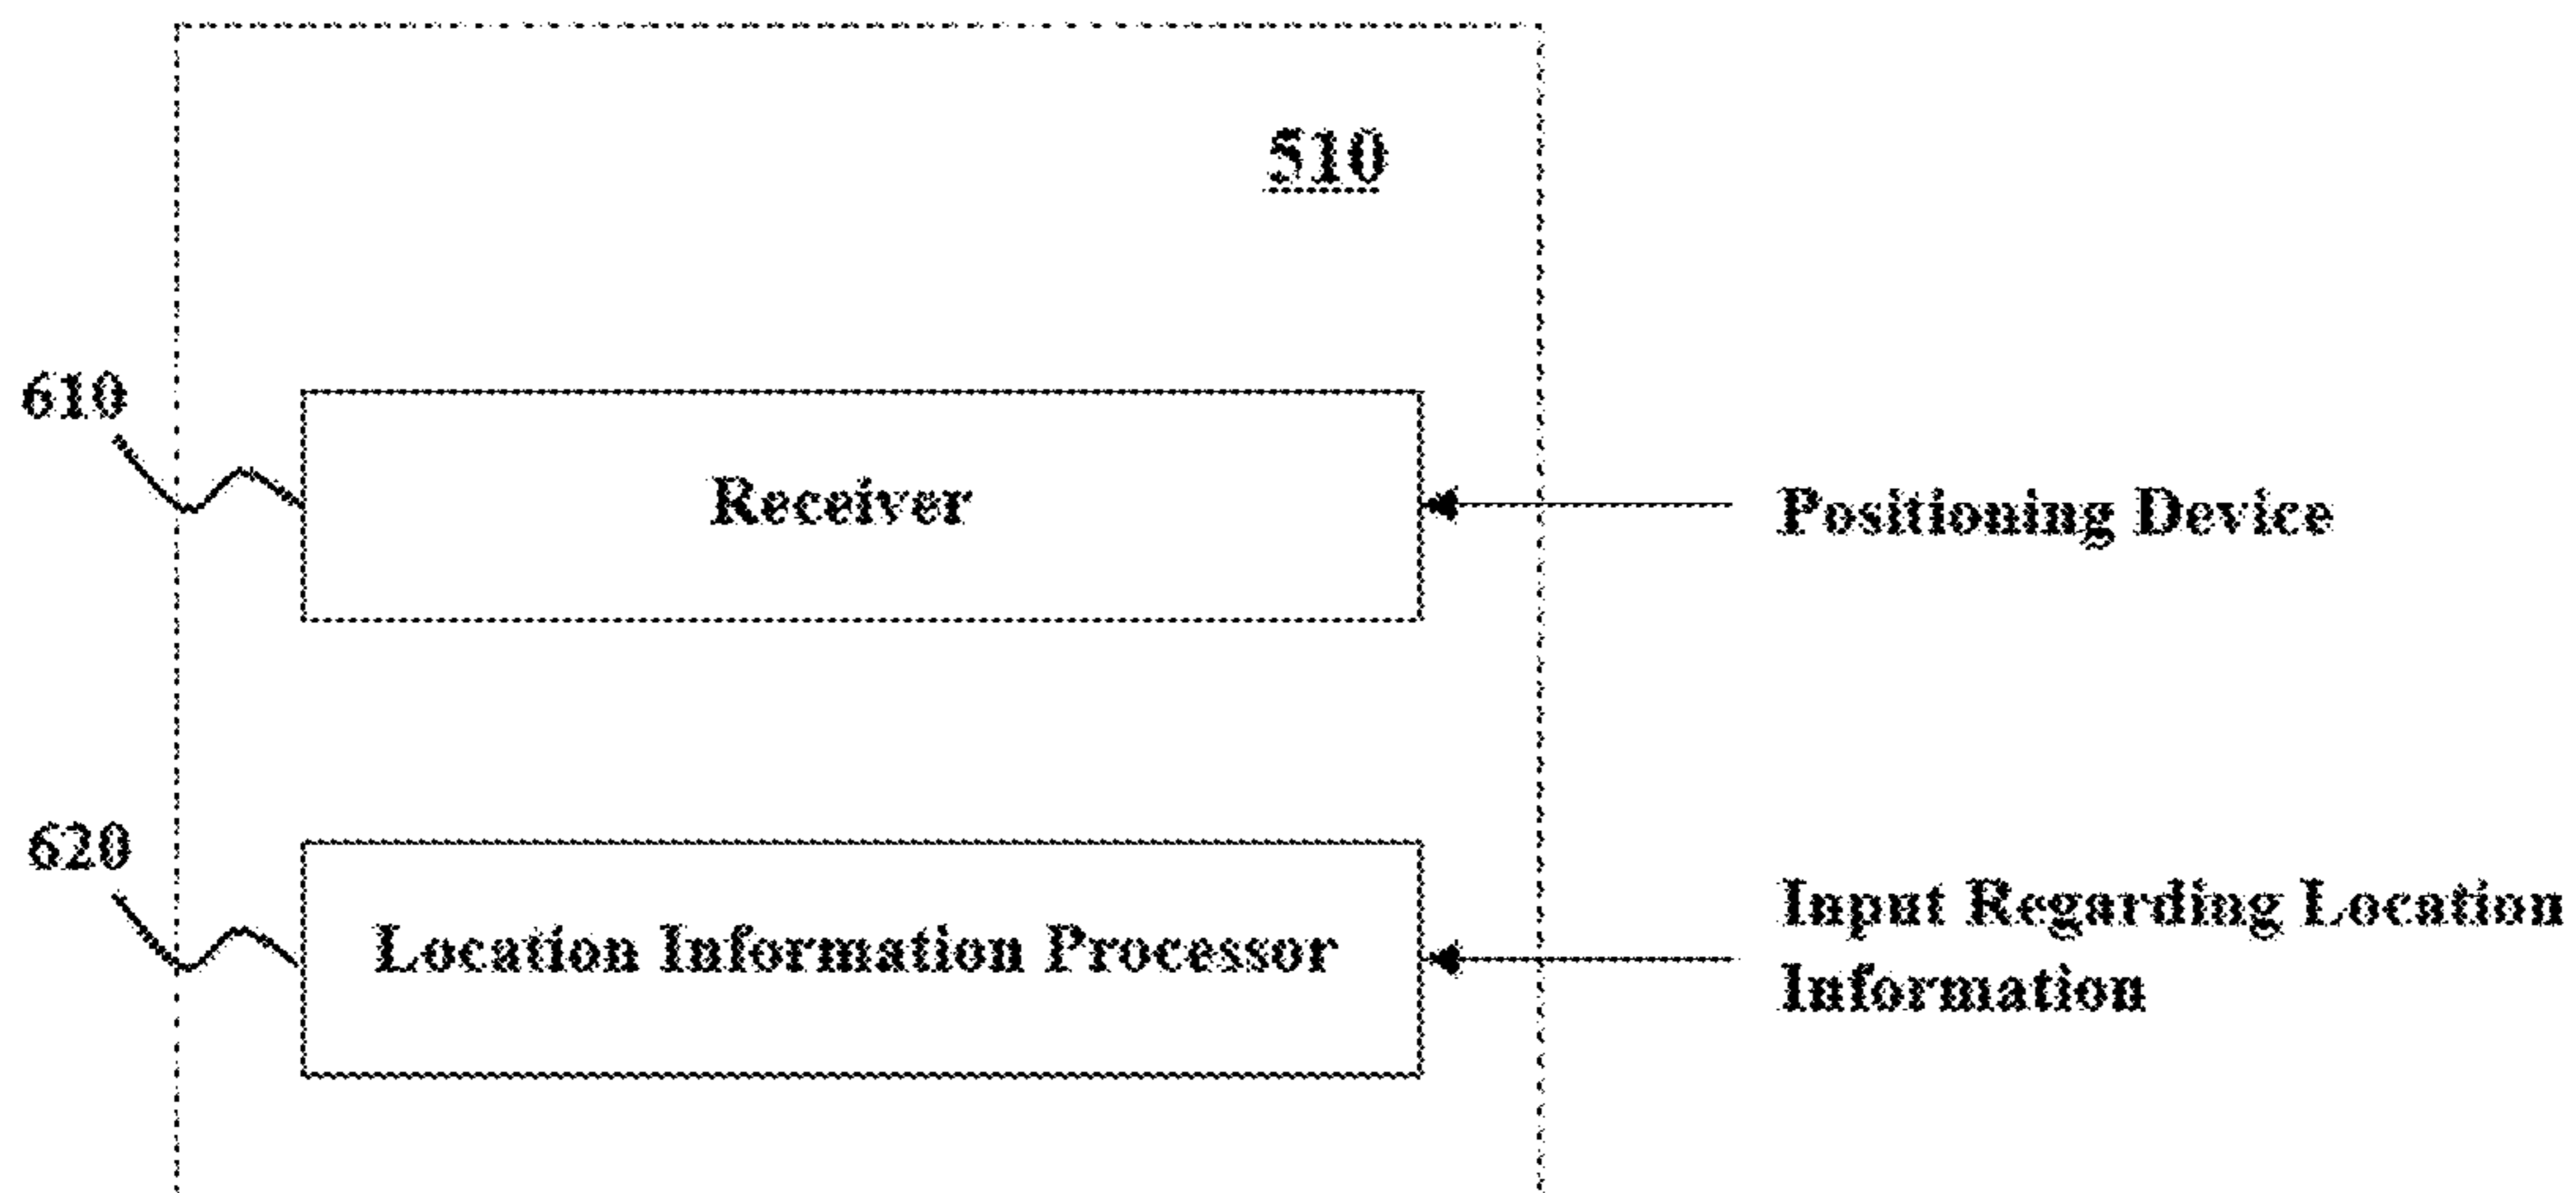 510
610
Receiver
Positioning Device
620
Location Information Processor
Input Regarding Location
Information